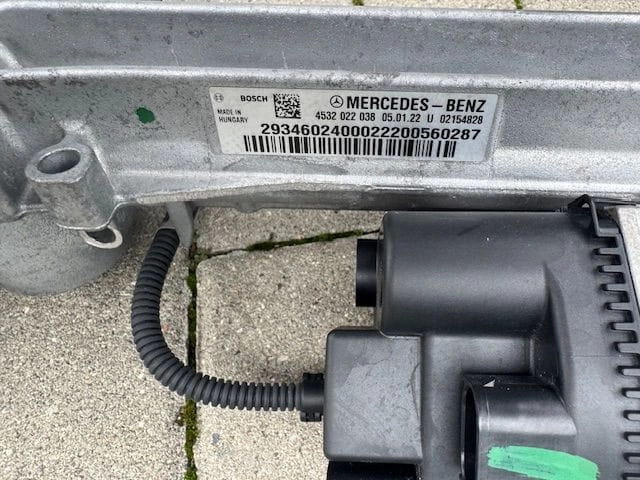 BOSCH MERCEDES-BENZ
MADE IN
HUNGARY
4532 022 038 05.01.22 U 02154828
2934602400022200560287